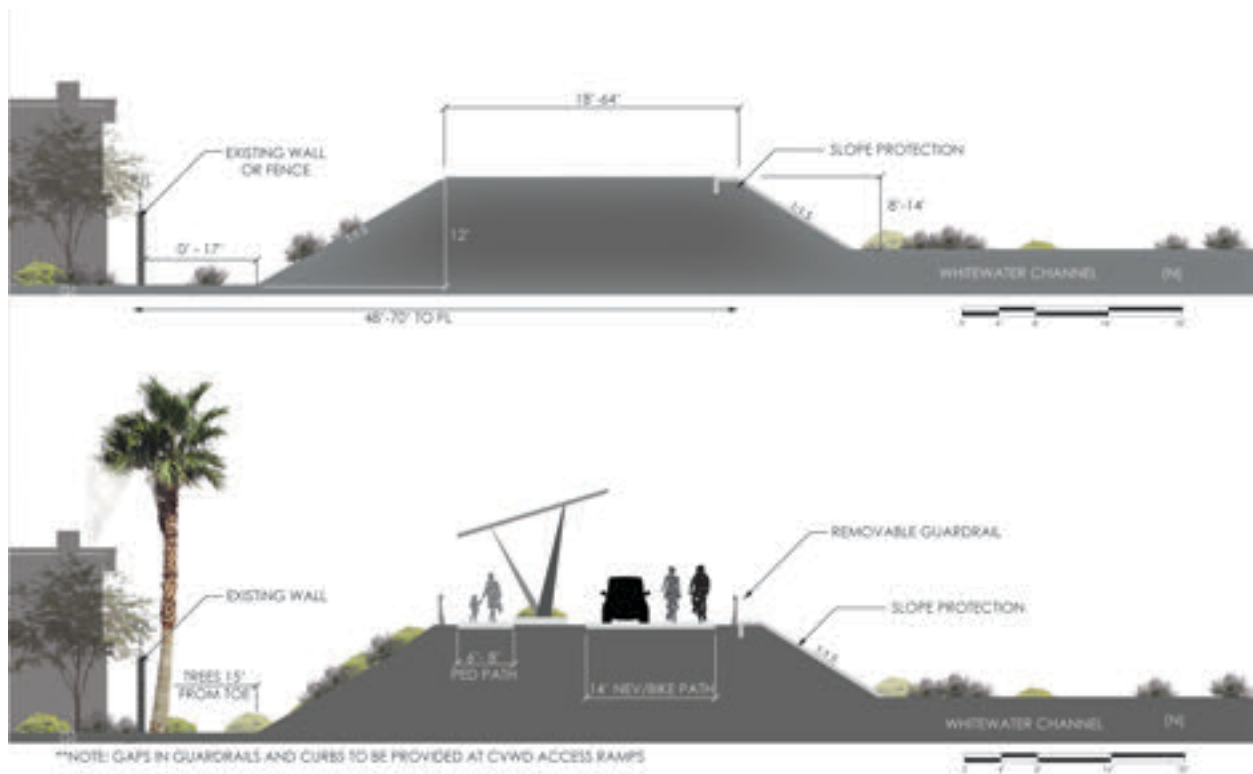 18'-64'
EXISTING WALL
OR FENCE
SLOPE PROTECTION
8'-14'
0' - 17'
12'
WHITEWATER CHANNEL (N)
48'-70' TO PL
REMOVABLE GUARDRAIL
EXISTING WALL
SLOPE PROTECTION
6' - 8'
PED PATH
TREES 15'
FROM TOE
14' NEV/BIKE PATH
WHITEWATER CHANNEL (N)
**NOTE: GAPS IN GUARDRAILS AND CURBS TO BE PROVIDED AT CVWD ACCESS RAMPS